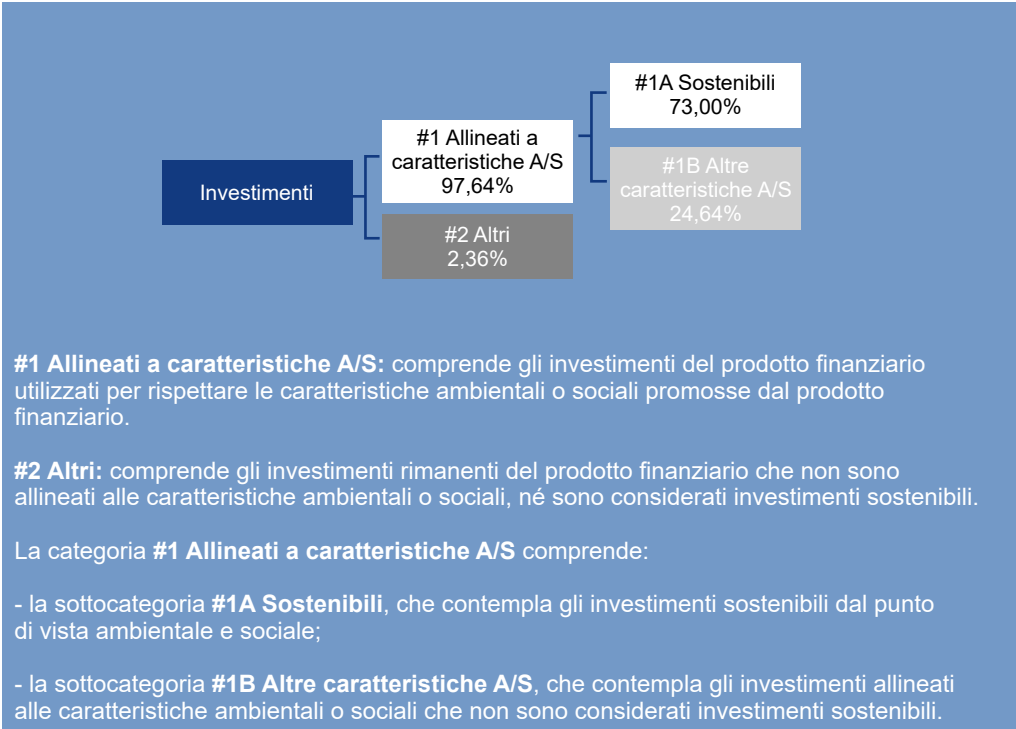 #1A Sostenibili
73,00%
#1 Allineati a
caratteristiche A/S
97,64%
#1B Altre
caratteristiche A/S
24,64%
Investimenti
#2 Altri
2,36%
#1 Allineati a caratteristiche A/S: comprende gli investimenti del prodotto finanziario
utilizzati per rispettare le caratteristiche ambientali o sociali promosse dal prodotto
finanziario.
#2 Altri: comprende gli investimenti rimanenti del prodotto finanziario che non sono
allineati alle caratteristiche ambientali o sociali, né sono considerati investimenti sostenibili.
La categoria #1 Allineati a caratteristiche A/S comprende:
- la sottocategoria #1A Sostenibili, che contempla gli investimenti sostenibili dal punto
di vista ambientale e sociale;
- la sottocategoria #1B Altre caratteristiche A/S, che contempla gli investimenti allineati
alle caratteristiche ambientali o sociali che non sono considerati investimenti sostenibili.